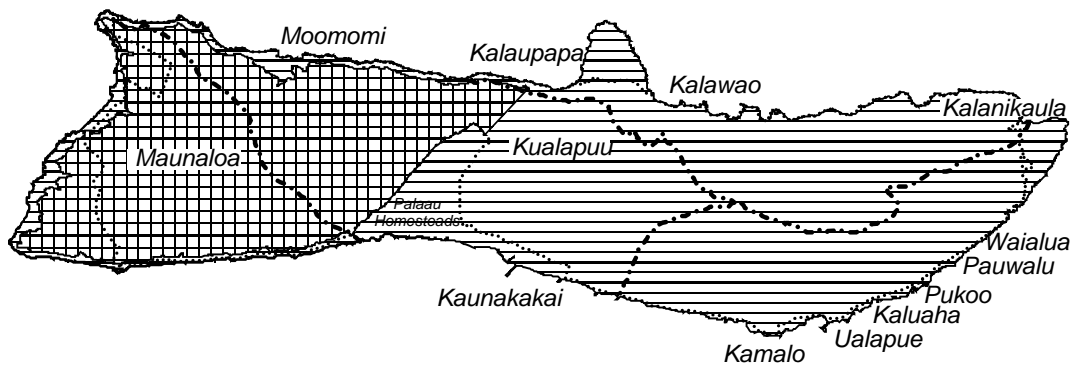 Moomomi
Kalaupapa
Kalawao
Kalanikaula
Maunaloa
Kualapuu
Palaau
Homesteads
Waialua
Pauwalu
Kaunakakai
Pukoo
Kaluaha
Ualapue
Kamalo